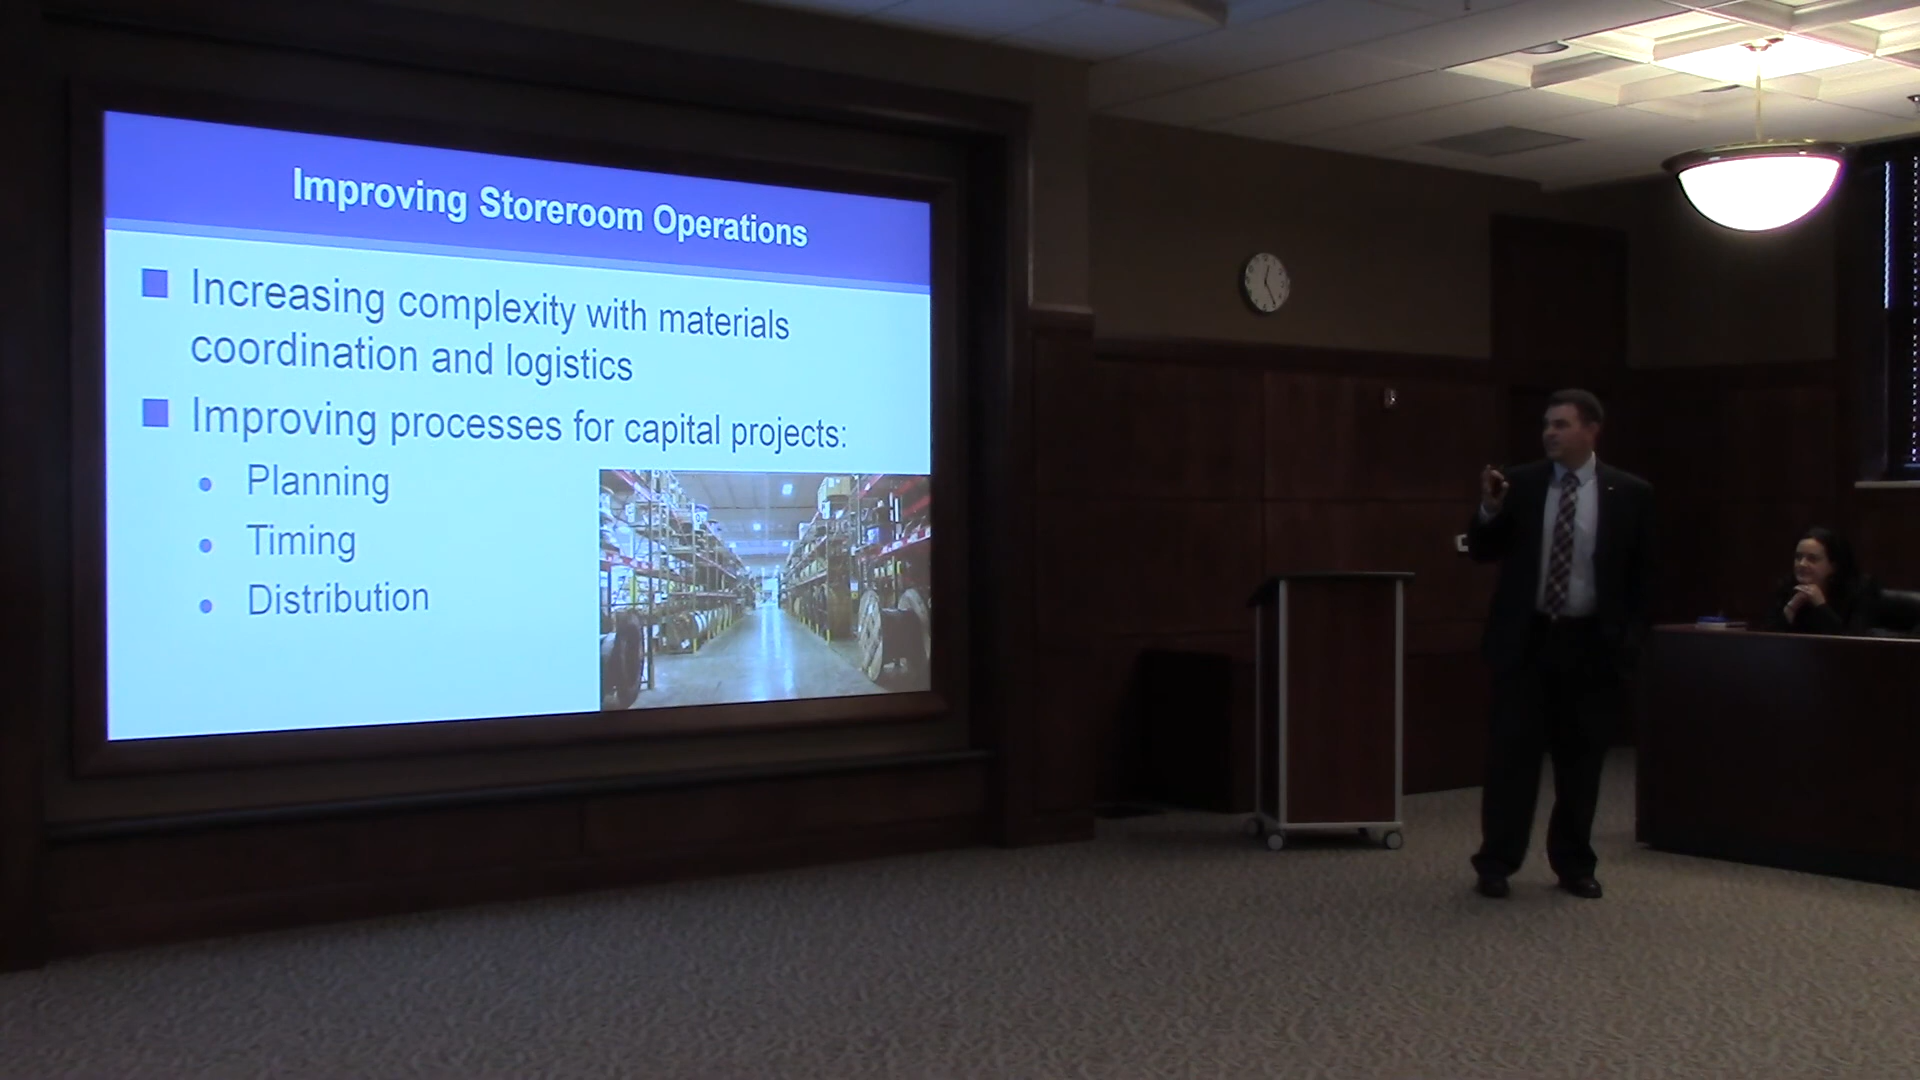 Improving Storeroom Operations
Increasing complexity with materials
coordination and logistics
Improving processes for capital projects:
Planning
Timing
Distribution